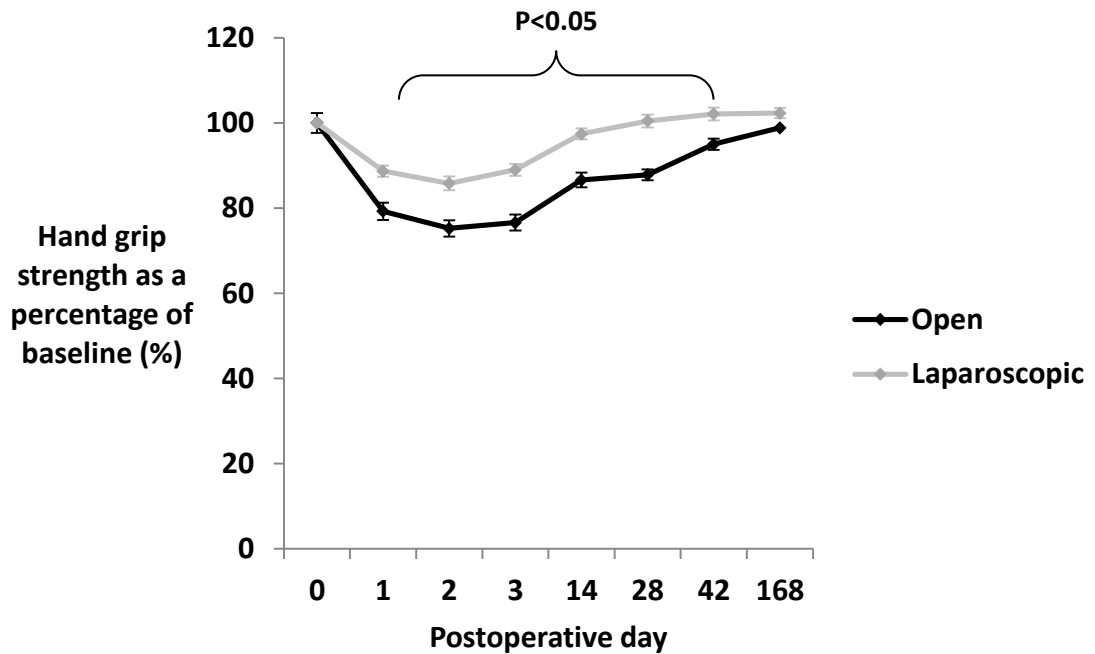 P<0.05
120
100
80
60
40
20
0
Hand grip
strength as a
percentage of
baseline (%)
0 1 2 3 14 28 42 168
Postoperative day
Open
Laparoscopic